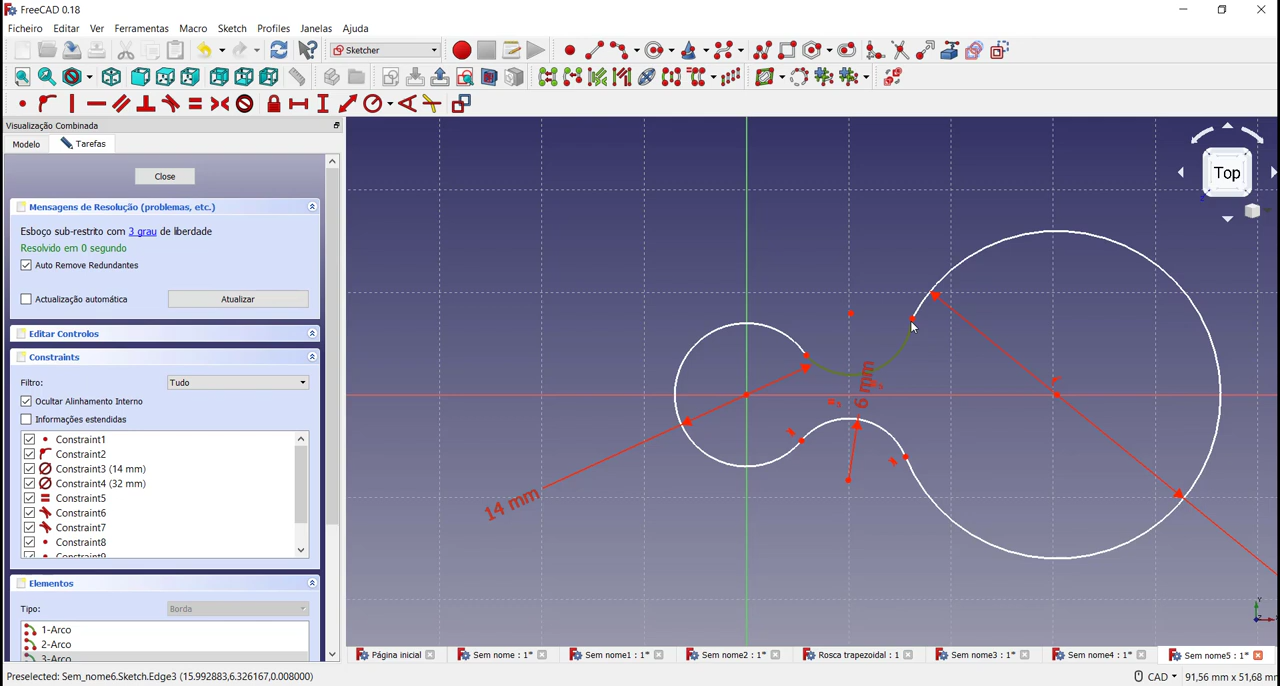 FreeCAD 0.18
Ficheiro Editar Ver Ferramentas Macro Sketch Profiles Janelas Ajuda
Sketcher
Visualização Combinada
Modelo Tarefas
Close
Mensagens de Resolução (problemas, etc.)
Esboço sub-restrito com 3 grau de liberdade
Resolvido em 0 segundo
Auto Remove Redundantes
Actualização automática Atualizar
Editar Controlos
Constraints
Filtro: Tudo
Ocultar Alinhamento Interno
Informações estendidas
Constraint1
Constraint2
Constraint3 (14 mm)
Constraint4 (32 mm)
Constraint5
Constraint6
Constraint7
Constraint8
Constraint9
Elementos
Tipo: Borda
1-Arco
2-Arco
3-Arco
Top
6 mm
14 mm
Página inicial Sem nome : 1* Sem nome1 : 1* Sem nome2 : 1* Rosca trapezoidal : 1 Sem nome3 : 1* Sem nome4 : 1* Sem nome5 : 1*
Preselected: Sem_nome6.Sketch.Edge3 (15.992883,6.326167,0.008000) CAD 91,56 mm x 51,68 mm